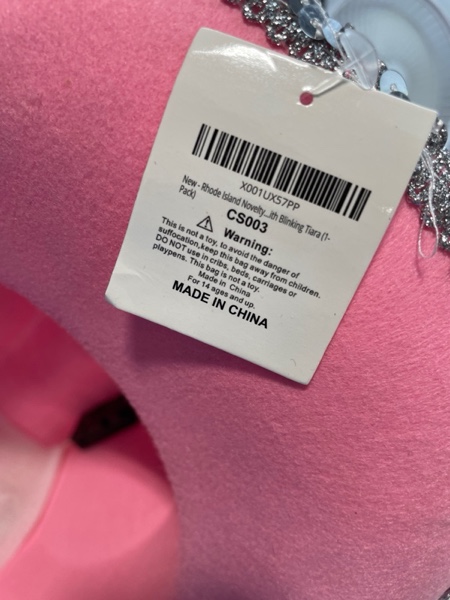 X001UX57PP
New - Rhode Island Novelty...ith Blinking Tiara (1-
Pack)
CS003
Warning:
This is not a toy, to avoid the danger of
suffocation,keep this bag away from children.
DO NOT use in cribs, beds, carriages or
playpens. This bag is not a toy.
Made in China
For 14 ages and up.
MADE IN CHINA